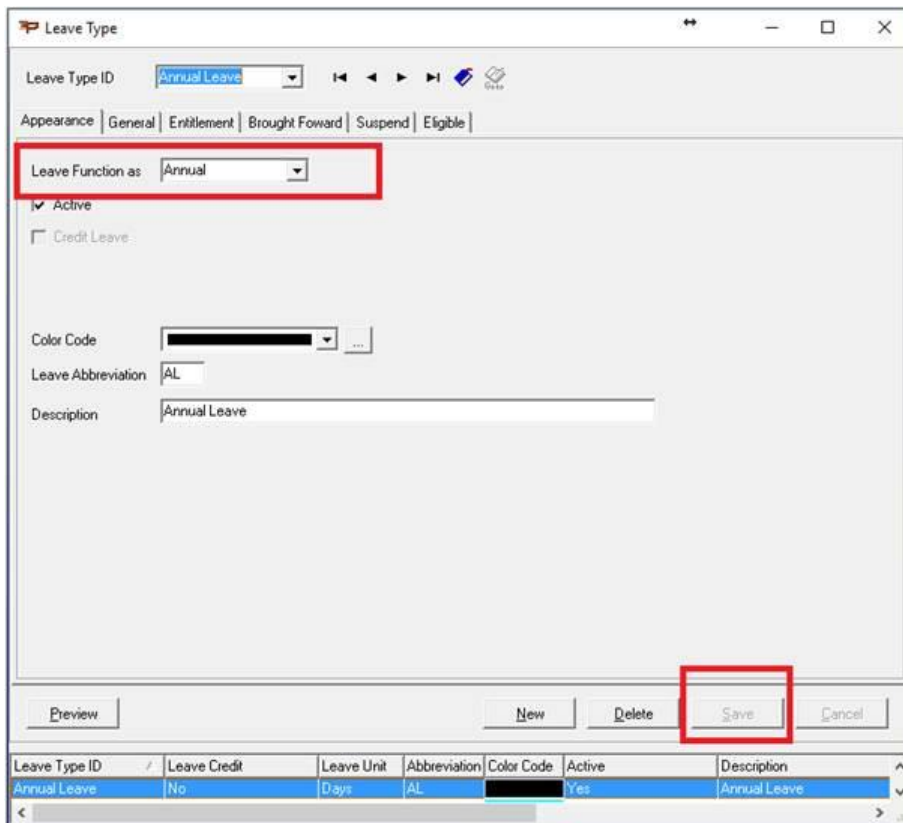 Leave Type
Leave Type ID Annual Leave
Appearance General Entitlement Brought Foward Suspend Eligible
Leave Function as Annual
Active
Credit Leave
Color Code ...
Leave Abbreviation AL
Description Annual Leave
Preview New Delete Save Cancel
Leave Type ID Leave Credit Leave Unit Abbreviation Color Code Active Description
Annual Leave No Days AL Yes Annual Leave